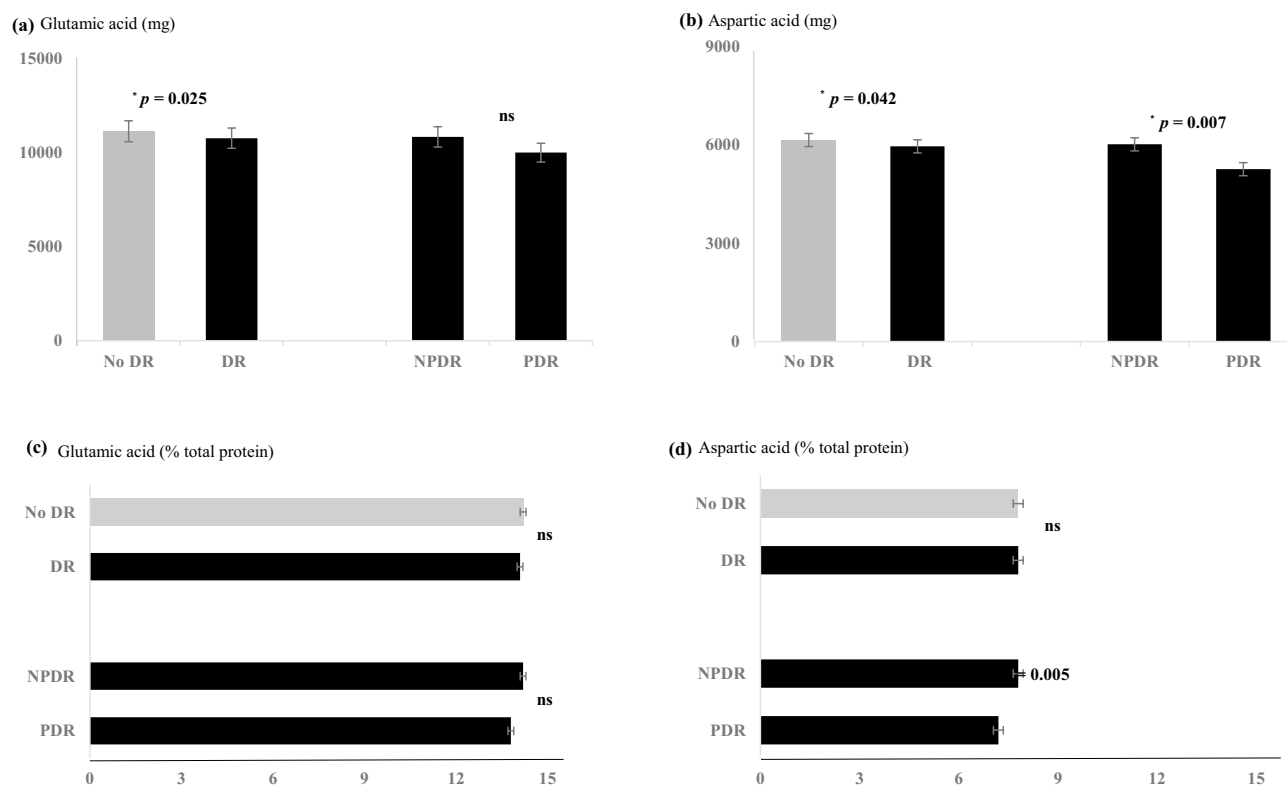 (a) Glutamic acid (mg)
15000
10000
5000
0
* p = 0.025
ns
No DR DR NPDR PDR
(b) Aspartic acid (mg)
9000
6000
3000
0
* p = 0.042
* p = 0.007
No DR DR NPDR PDR
(c) Glutamic acid (% total protein)
No DR
ns
DR
NPDR
ns
PDR
0 3 6 9 12 15
(d) Aspartic acid (% total protein)
No DR
ns
DR
NPDR
0.005
PDR
0 3 6 9 12 15